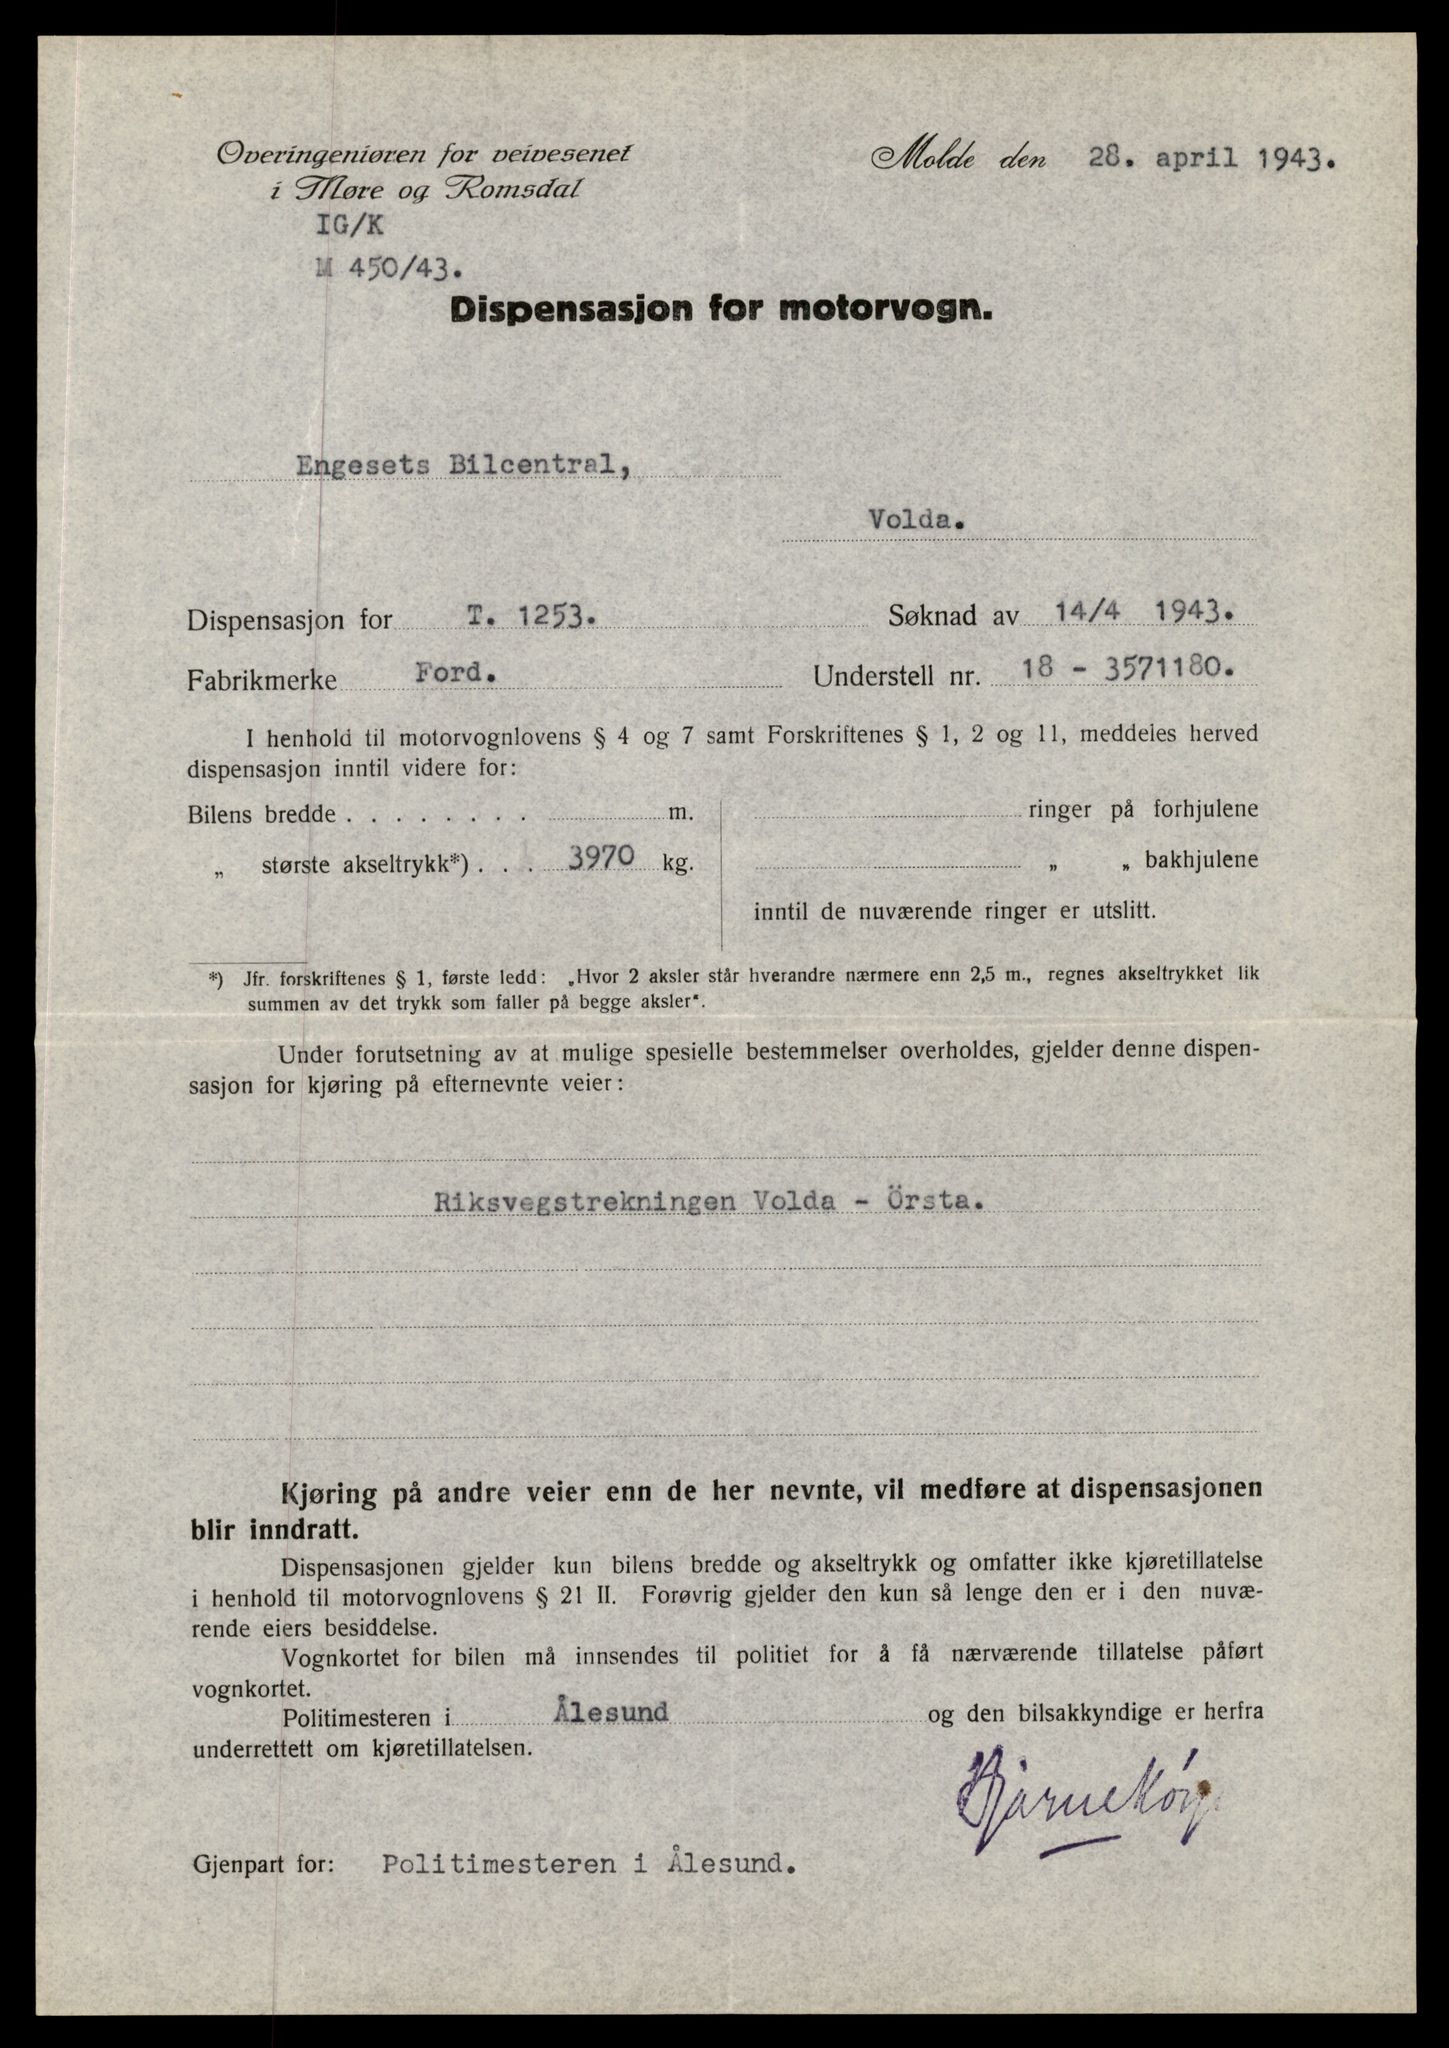 Overingeniøren for veivesenet
i Møre og Romsdal
Molde den 28. april 1943.
IG/K
M 450/43.
Dispensasjon for motorvogn.
Engesets Bilcentral,
Volda.
Dispensasjon for T. 1253. Søknad av 14/4 1943.
Fabrikmerke Ford. Understell nr. 18 - 3571180.
I henhold til motorvognlovens § 4 og 7 samt Forskriftenes § 1, 2 og 11, meddeles herved
dispensasjon inntil videre for:
Bilens bredde . . . . . . . . m.
„ største akseltrykk*) . . . 3970 kg.
ringer på forhjulene
„ „ bakhjulene
inntil de nuværende ringer er utslitt.
*) Jfr. forskriftenes § 1, første ledd: „Hvor 2 aksler står hverandre nærmere enn 2,5 m., regnes akseltrykket lik
summen av det trykk som faller på begge aksler“.
Under forutsetning av at mulige spesielle bestemmelser overholdes, gjelder denne dispen-
sasjon for kjøring på efternevnte veier:
Riksvegstrekningen Volda - Örsta.
Kjøring på andre veier enn de her nevnte, vil medføre at dispensasjonen
blir inndratt.
Dispensasjonen gjelder kun bilens bredde og akseltrykk og omfatter ikke kjøretillatelse
i henhold til motorvognlovens § 21 II. Forøvrig gjelder den kun så lenge den er i den nuvæ-
rende eiers besiddelse.
Vognkortet for bilen må innsendes til politiet for å få nærværende tillatelse påført
vognkortet.
Politimesteren i Ålesund og den bilsakkyndige er herfra
underrettett om kjøretillatelsen.
Gjenpart for: Politimesteren i Ålesund.